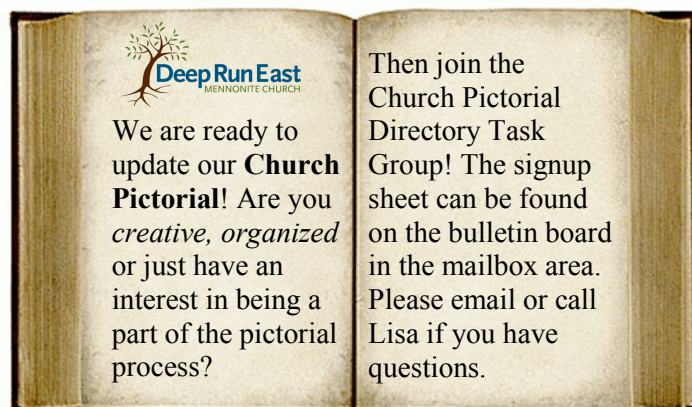 Deep Run East
MENNONITE CHURCH
We are ready to
update our Church
Pictorial! Are you
creative, organized
or just have an
interest in being a
part of the pictorial
process?
Then join the
Church Pictorial
Directory Task
Group! The signup
sheet can be found
on the bulletin board
in the mailbox area.
Please email or call
Lisa if you have
questions.